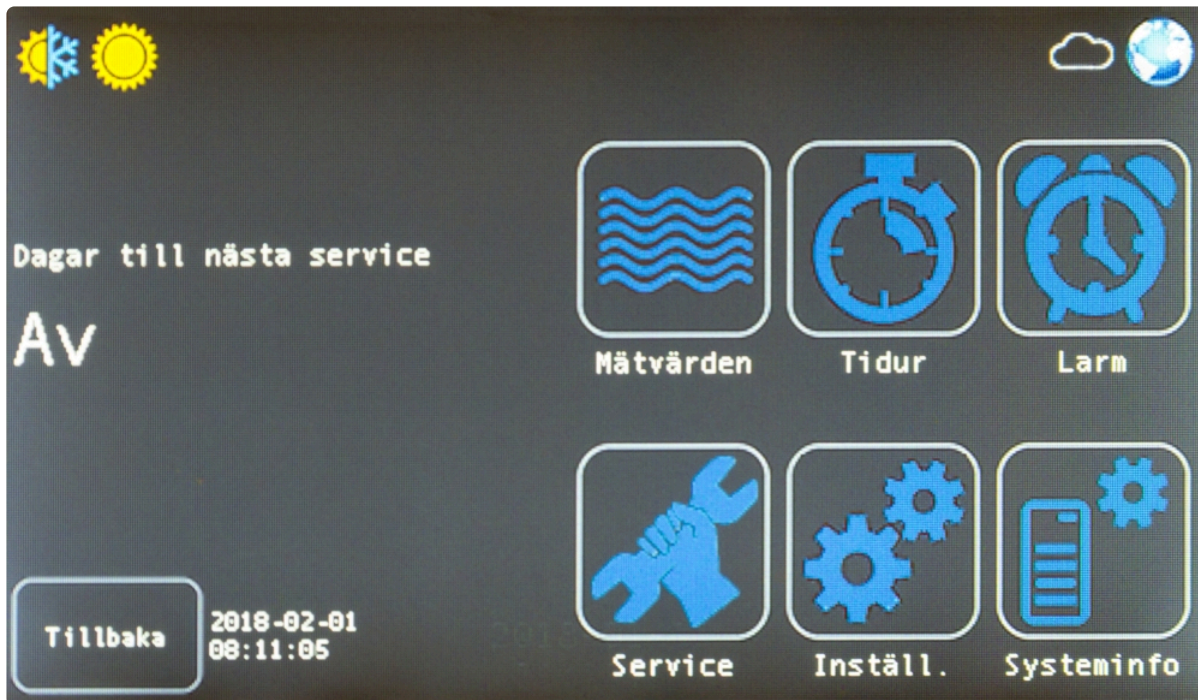 Dagar till nästa service
Av
Mätvärden
Tidur
Larm
Service
Inställ.
Systeminfo
Tillbaka
2018-02-01
08:11:05